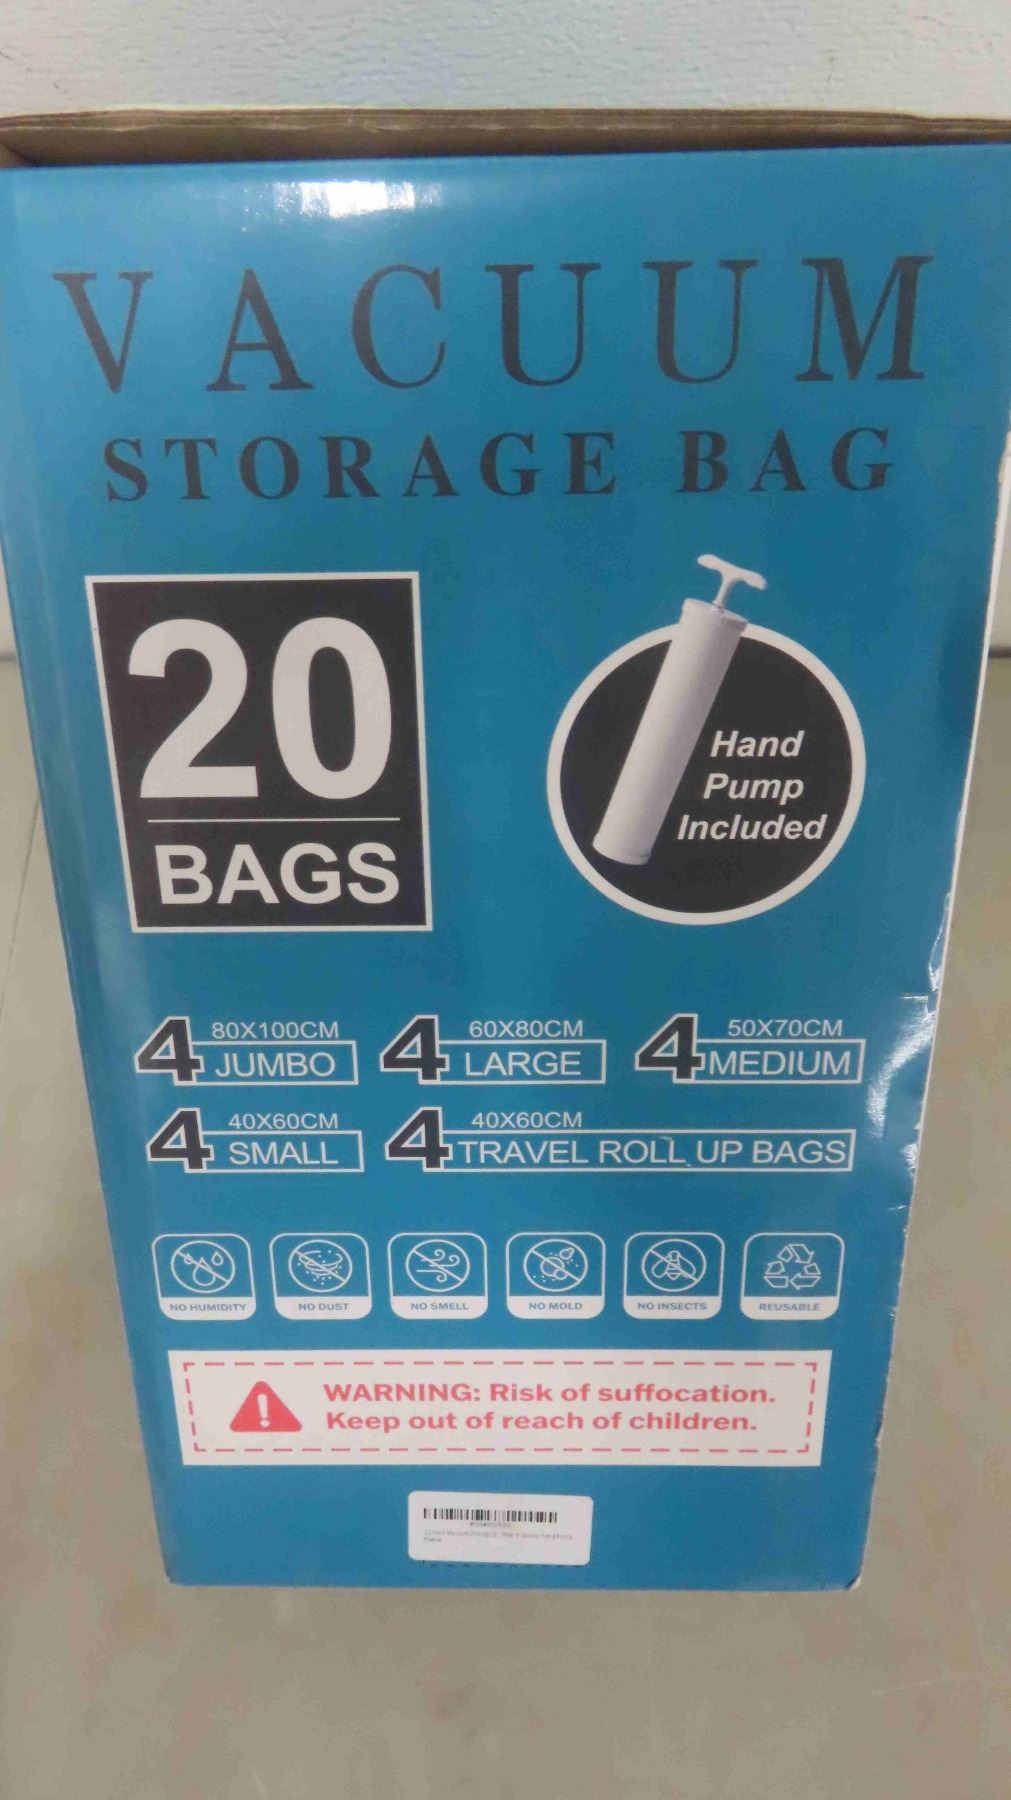 VACUUM
STORAGE BAG
20
BAGS
Hand
Pump
Included
4 80X100CM JUMBO
4 60X80CM LARGE
4 50X70CM MEDIUM
4 40X60CM SMALL
4 40X60CM TRAVEL ROLL UP BAGS
NO HUMIDITY
NO DUST
NO SMELL
NO MOLD
NO INSECTS
REUSABLE
WARNING: Risk of suffocation.
Keep out of reach of children.